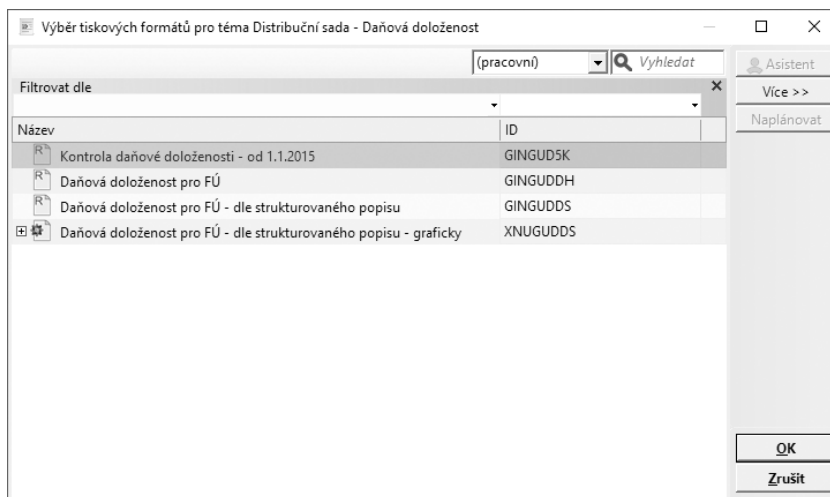 Výběr tiskových formátů pro téma Distribuční sada - Daňová doloženost
(pracovní) Vyhledat
Asistent
Filtrovat dle
Více >>
Naplánovat
Název ID
Kontrola daňové doloženosti - od 1.1.2015 GINGUD5K
Daňová doloženost pro FÚ GINGUDDH
Daňová doloženost pro FÚ - dle strukturovaného popisu GINGUDDS
Daňová doloženost pro FÚ - dle strukturovaného popisu - graficky XNUGUDDS
OK
Zrušit